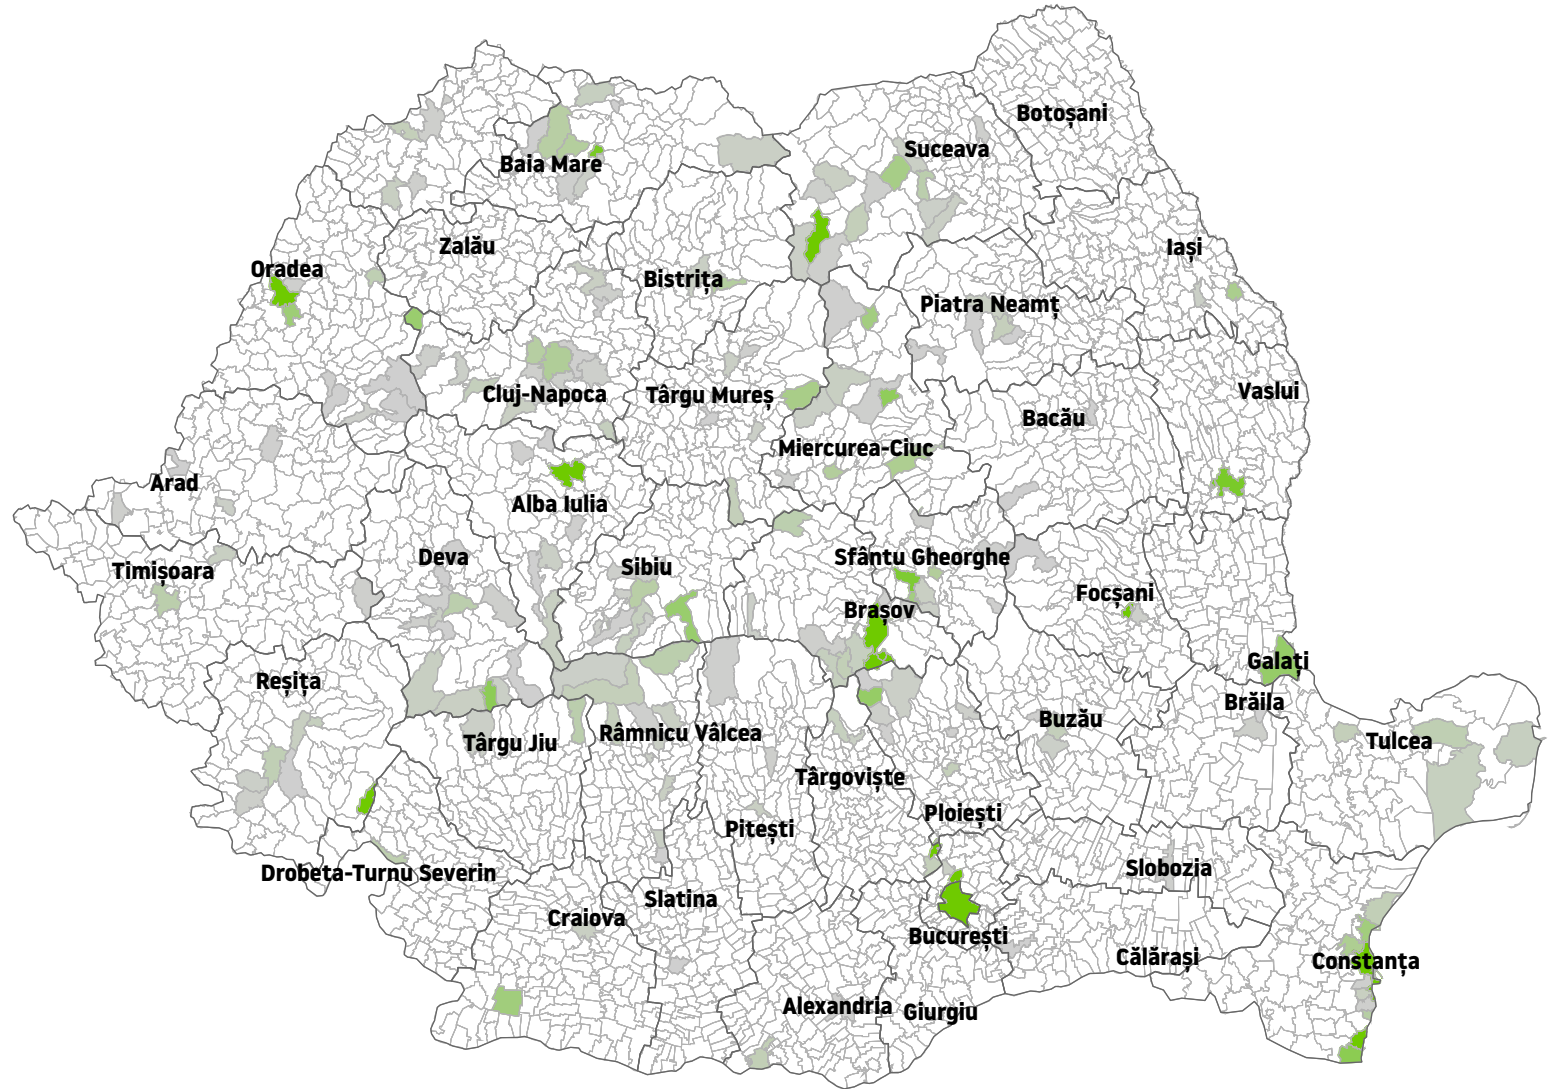 Botoșani
Suceava
Baia Mare
Zalău
Iași
Oradea
Bistrița
Piatra Neamț
Cluj-Napoca
Târgu Mureș
Vaslui
Bacău
Miercurea-Ciuc
Arad
Alba Iulia
Deva
Sfântu Gheorghe
Timișoara
Sibiu
Focșani
Brașov
Galați
Reșița
Brăila
Buzău
Râmnicu Vâlcea
Târgu Jiu
Tulcea
Târgoviște
Ploiești
Pitești
Slobozia
Drobeta-Turnu Severin
Slatina
Craiova
București
Călărași
Constanța
Alexandria
Giurgiu